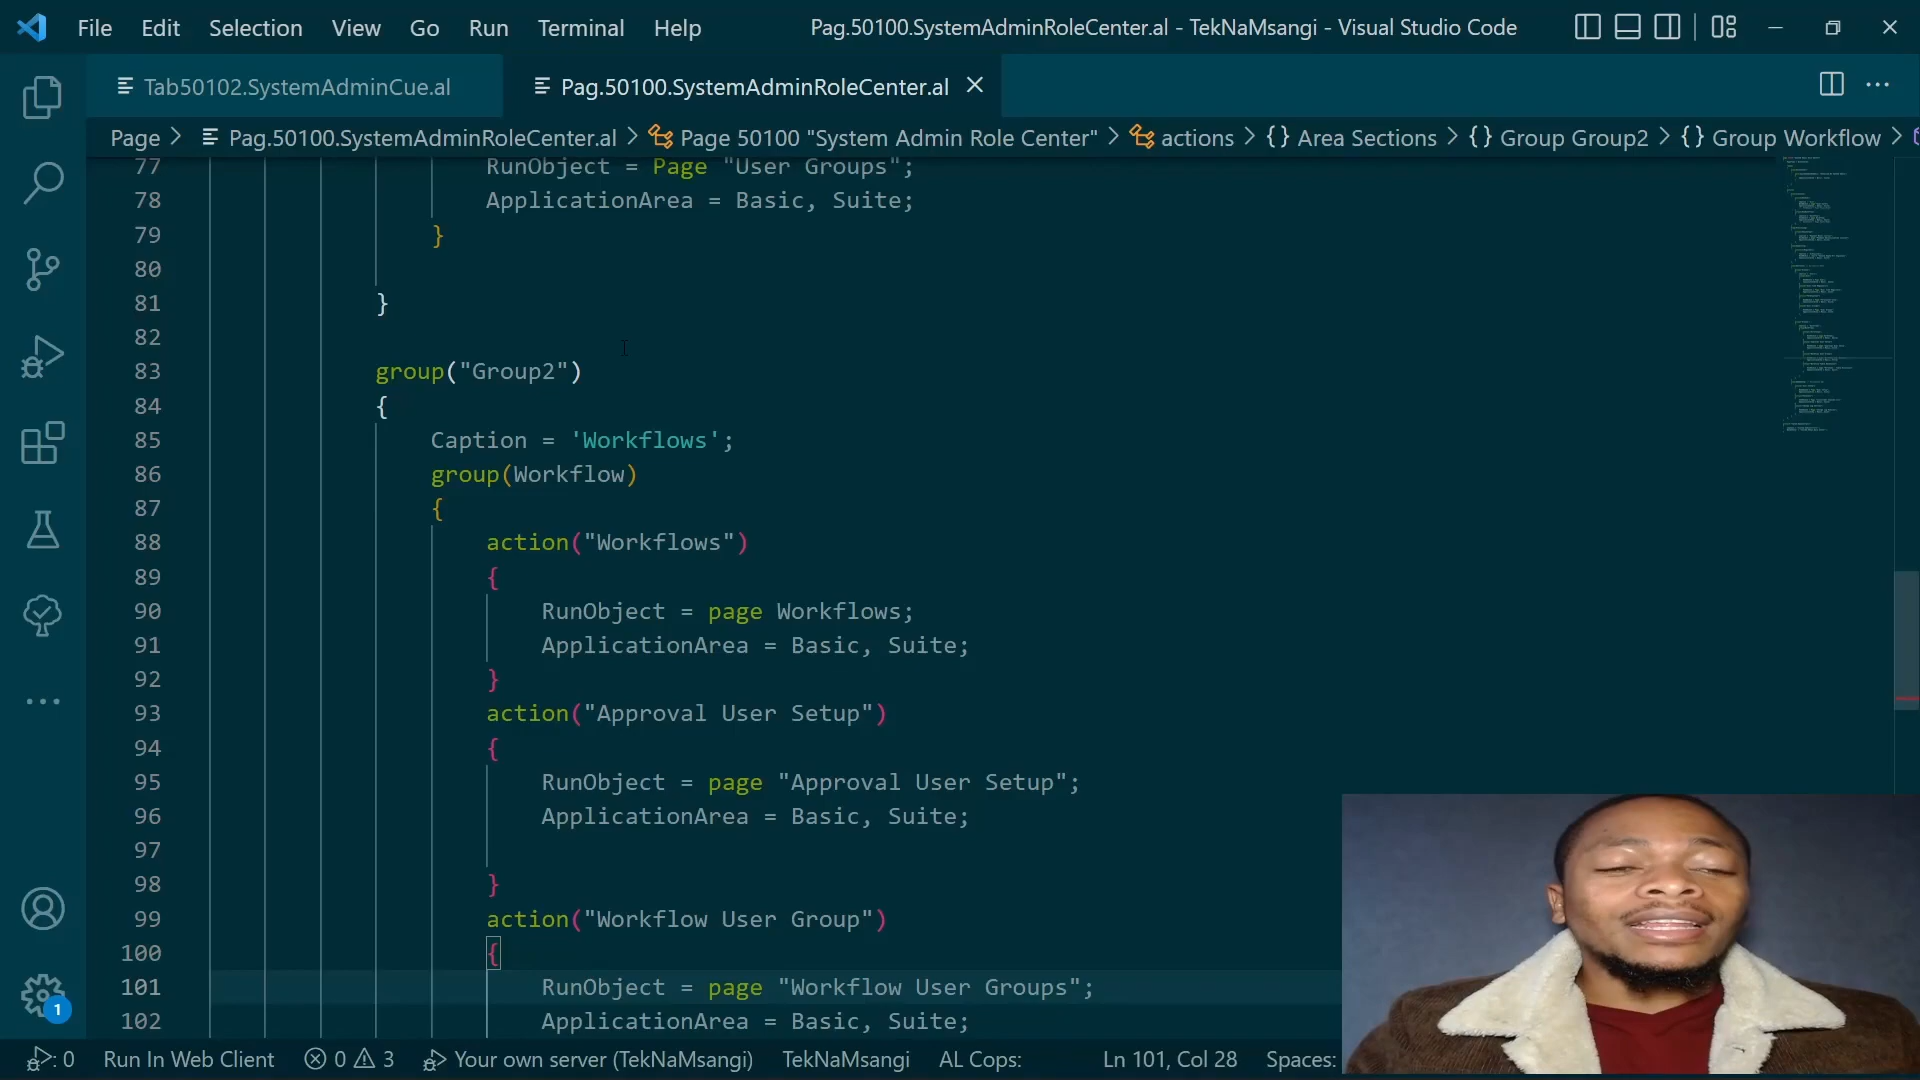 File Edit Selection View Go Run Terminal Help
Pag.50100.SystemAdminRoleCenter.al - TekNaMsangi - Visual Studio Code
Tab50102.SystemAdminCue.al
Pag.50100.SystemAdminRoleCenter.al
Page > Pag.50100.SystemAdminRoleCenter.al > Page 50100 "System Admin Role Center" > actions > {} Area Sections > {} Group Group2 > {} Group Workflow >
77 RunObject = Page "User Groups";
78 ApplicationArea = Basic, Suite;
79 }
80
81 }
82
83 group("Group2")
84 {
85 Caption = 'Workflows';
86 group(Workflow)
87 {
88 action("Workflows")
89 {
90 RunObject = page Workflows;
91 ApplicationArea = Basic, Suite;
92 }
93 action("Approval User Setup")
94 {
95 RunObject = page "Approval User Setup";
96 ApplicationArea = Basic, Suite;
97
98 }
99 action("Workflow User Group")
100 {
101 RunObject = page "Workflow User Groups";
102 ApplicationArea = Basic, Suite;
1
: 0 Run In Web Client 0 3 Your own server (TekNaMsangi) TekNaMsangi AL Cops: Ln 101, Col 28 Spaces: